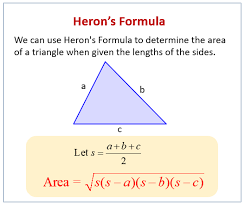 Heron's Formula
We can use Heron's Formula to determine the area
of a triangle when given the lengths of the sides.
a
b
c
Let s = a+b+c / 2
Area = √s(s−a)(s−b)(s−c)